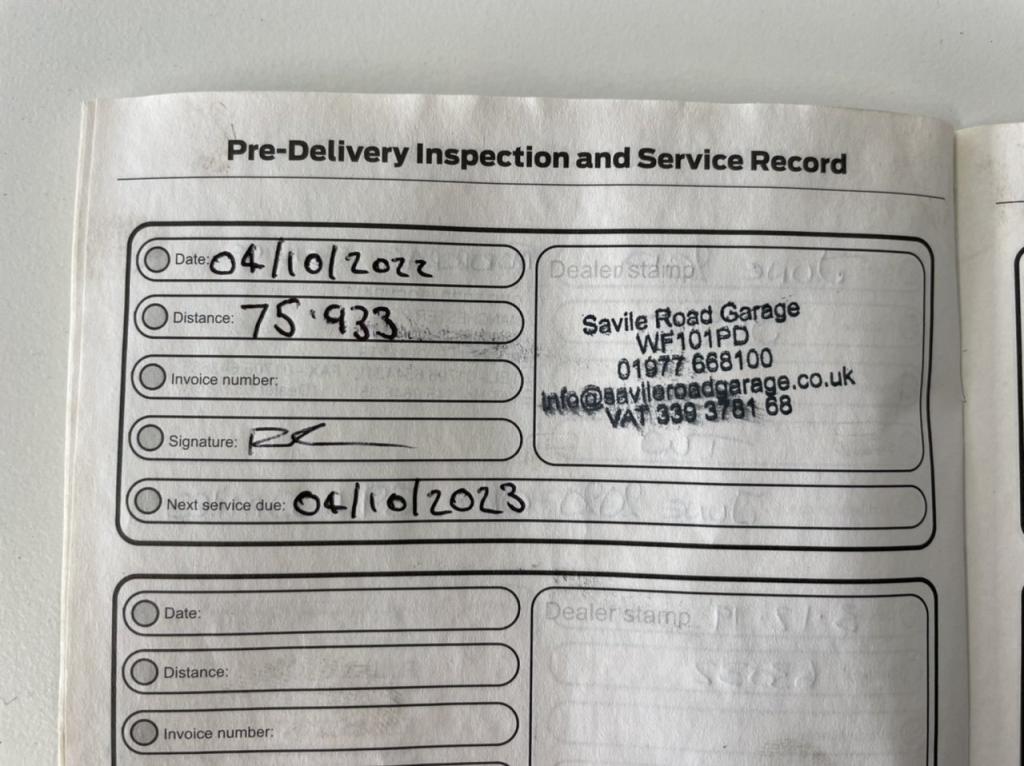 Pre-Delivery Inspection and Service Record
Date: 04/10/2022
Dealer stamp
Distance: 75.933
Savile Road Garage
WF101PD
01977 668100
info@savileroadgarage.co.uk
VAT 339 3781 68
Invoice number:
Signature:
Next service due: 04/10/2023
Date:
Dealer stamp
Distance:
Invoice number: